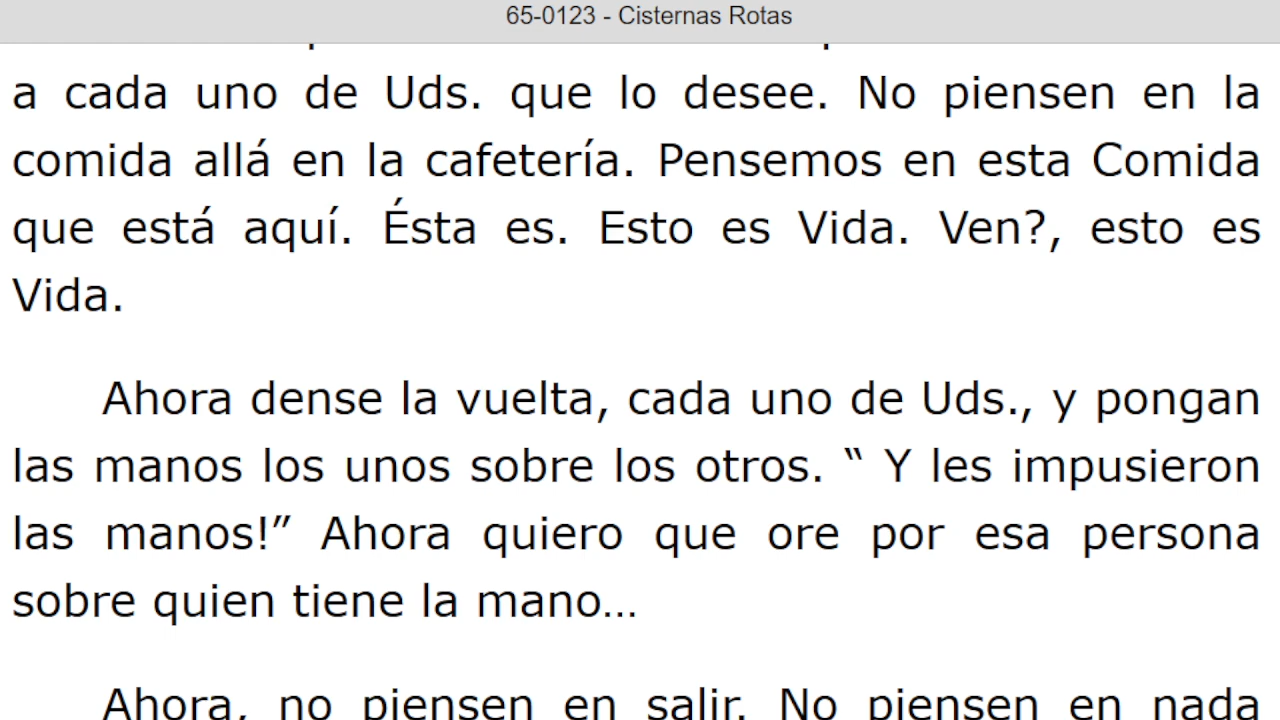 65-0123 - Cisternas Rotas
a cada uno de Uds. que lo desee. No piensen en la
comida allá en la cafetería. Pensemos en esta Comida
que está aquí. Ésta es. Esto es Vida. Ven?, esto es
Vida.
Ahora dense la vuelta, cada uno de Uds., y pongan
las manos los unos sobre los otros. “ Y les impusieron
las manos!” Ahora quiero que ore por esa persona
sobre quien tiene la mano...
Ahora, no piensen en salir. No piensen en nada